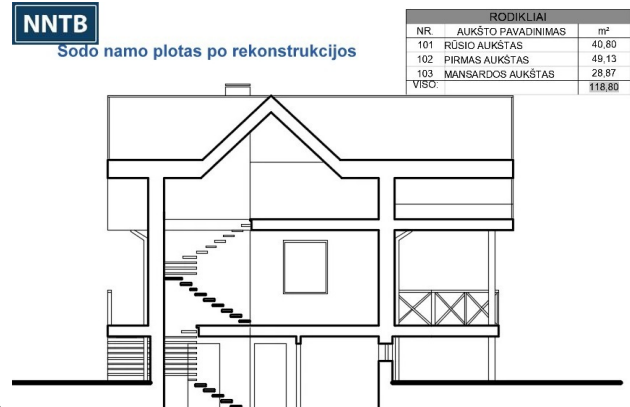 NNTB
Sodo namo plotas po rekonstrukcijos
RODIKLIAI
NR. AUKŠTO PAVADINIMAS m²
101 RŪSIO AUKŠTAS 40,80
102 PIRMAS AUKŠTAS 49,13
103 MANSARDOS AUKŠTAS 28,87
VISO: 118,80